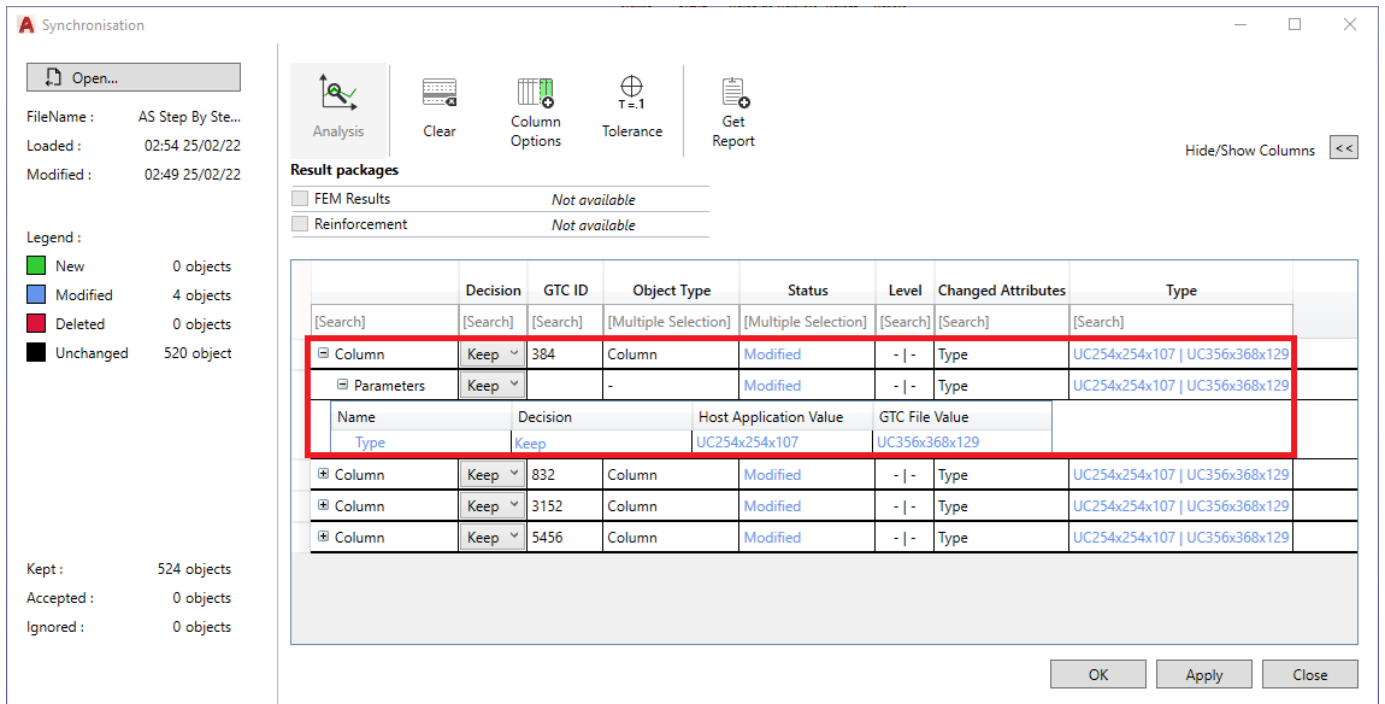 Synchronisation
Open...
FileName : AS Step By Ste...
Loaded : 02:54 25/02/22
Modified : 02:49 25/02/22
Legend :
New 0 objects
Modified 4 objects
Deleted 0 objects
Unchanged 520 object
Kept : 524 objects
Accepted : 0 objects
Ignored : 0 objects
Analysis
Clear
Column Options
T=.1
Tolerance
Get Report
Hide/Show Columns <<
Result packages
FEM Results Not available
Reinforcement Not available
Decision GTC ID Object Type Status Level Changed Attributes Type
[Search] [Search] [Search] [Multiple Selection] [Multiple Selection] [Search] [Search] [Search]
Column Keep 384 Column Modified - | - Type UC254x254x107 | UC356x368x129
Parameters Keep - Modified - | - Type UC254x254x107 | UC356x368x129
Name Decision Host Application Value GTC File Value
Type Keep UC254x254x107 UC356x368x129
Column Keep 832 Column Modified - | - Type UC254x254x107 | UC356x368x129
Column Keep 3152 Column Modified - | - Type UC254x254x107 | UC356x368x129
Column Keep 5456 Column Modified - | - Type UC254x254x107 | UC356x368x129
OK Apply Close